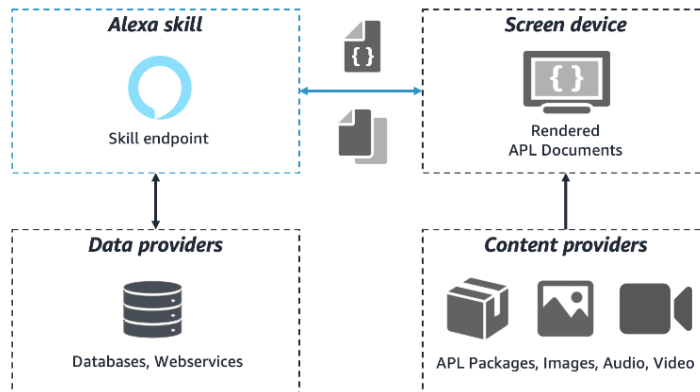 Alexa skill
Skill endpoint
{ }
Screen device
{ }
Rendered
APL Documents
Data providers
Databases, Webservices
Content providers
APL Packages, Images, Audio, Video